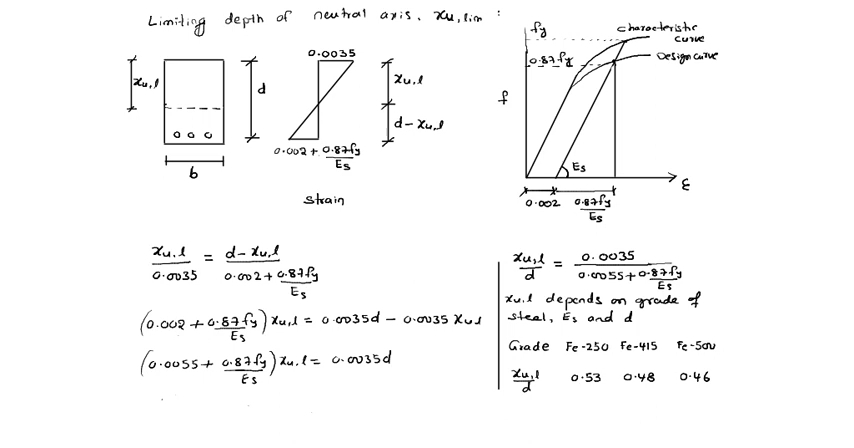 Limiting depth of neutral axis, xu,lim :
xu,l
b
d
0.0035
xu,l
d-xu,l
0.002 + 0.87fy/Es
Strain
fy
characteristic curve
Design curve
0.87fy
f
Es
ε
0.002
0.87fy/Es
xu,l/0.0035 = d-xu,l/0.002+0.87fy/Es
(0.002 + 0.87fy/Es) xu,l = 0.0035d - 0.0035 xu,l
(0.0055 + 0.87fy/Es) xu,l = 0.0035d
xu,l/d = 0.0035/0.0055+0.87fy/Es
xu,l depends on grade of
steel, Es and d
Grade Fe-250 Fe-415 Fe-500
xu,l/d 0.53 0.48 0.46